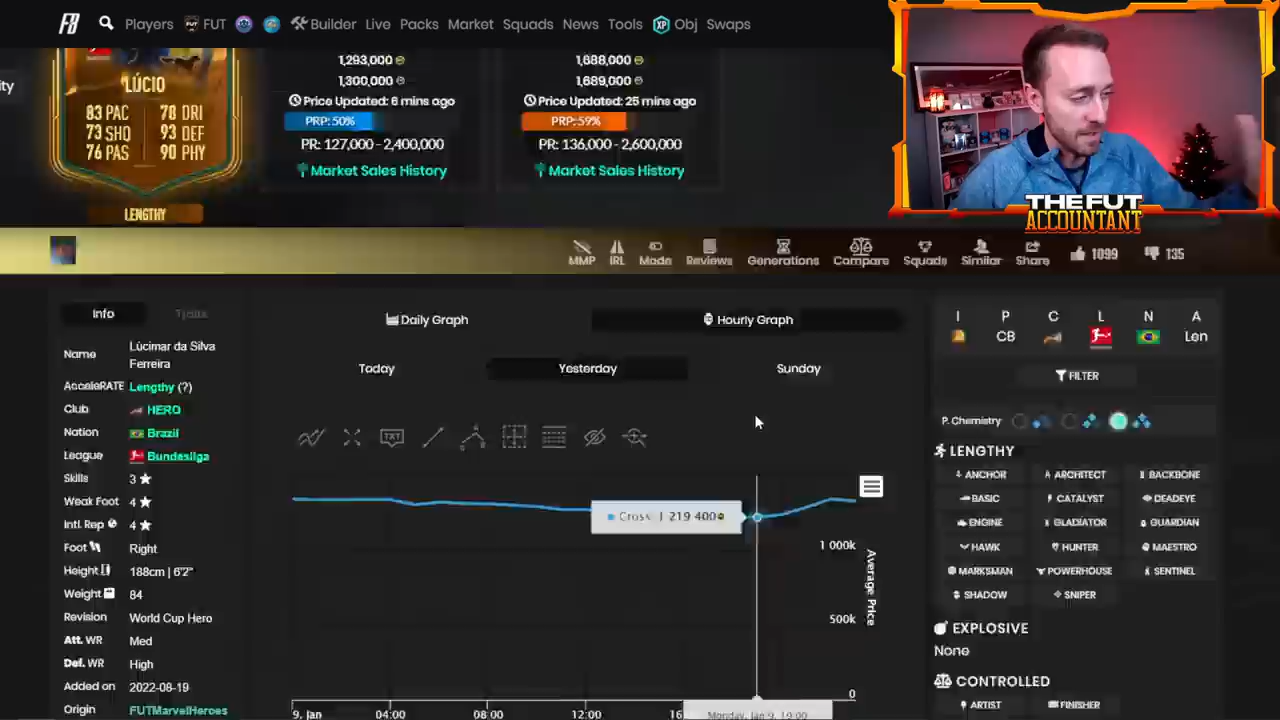 F8 Players FUT Builder Live Packs Market Squads News Tools XP Obj Swaps
LÚCIO
83 PAC 78 DRI
73 SHO 93 DEF
76 PAS 90 PHY
LENGTHY
1,293,000
1,300,000
Price Updated: 6 mins ago
PRP: 50%
PR: 127,000 - 2,400,000
Market Sales History
1,688,000
1,689,000
Price Updated: 25 mins ago
PRP: 59%
PR: 136,000 - 2,600,000
Market Sales History
THE FUT
ACCOUNTANT
MMP IRL Mode Reviews Generations Compare Squads Similar Share 1099 135
Info Traits
Name Lúcimar da Silva
Ferreira
AcceleRATE Lengthy (?)
Club HERO
Nation Brazil
League Bundesliga
Skills 3
Weak Foot 4
Intl. Rep 4
Foot Right
Height 188cm | 6'2"
Weight 84
Revision World Cup Hero
Att. WR Med
Def. WR High
Added on 2022-08-19
Origin FUTMarvelHeroes
Daily Graph Hourly Graph
Today Yesterday Sunday
TXT
1 000k
500k
0
Average Price
9. Jan 04:00 08:00 12:00
Monday, Jan 9, 19:00
I P C L N A
CB Len
FILTER
P. Chemistry
LENGTHY
ANCHOR ARCHITECT BACKBONE
BASIC CATALYST DEADEYE
ENGINE GLADIATOR GUARDIAN
HAWK HUNTER MAESTRO
MARKSMAN POWERHOUSE SENTINEL
SHADOW SNIPER
EXPLOSIVE
None
CONTROLLED
ARTIST FINISHER